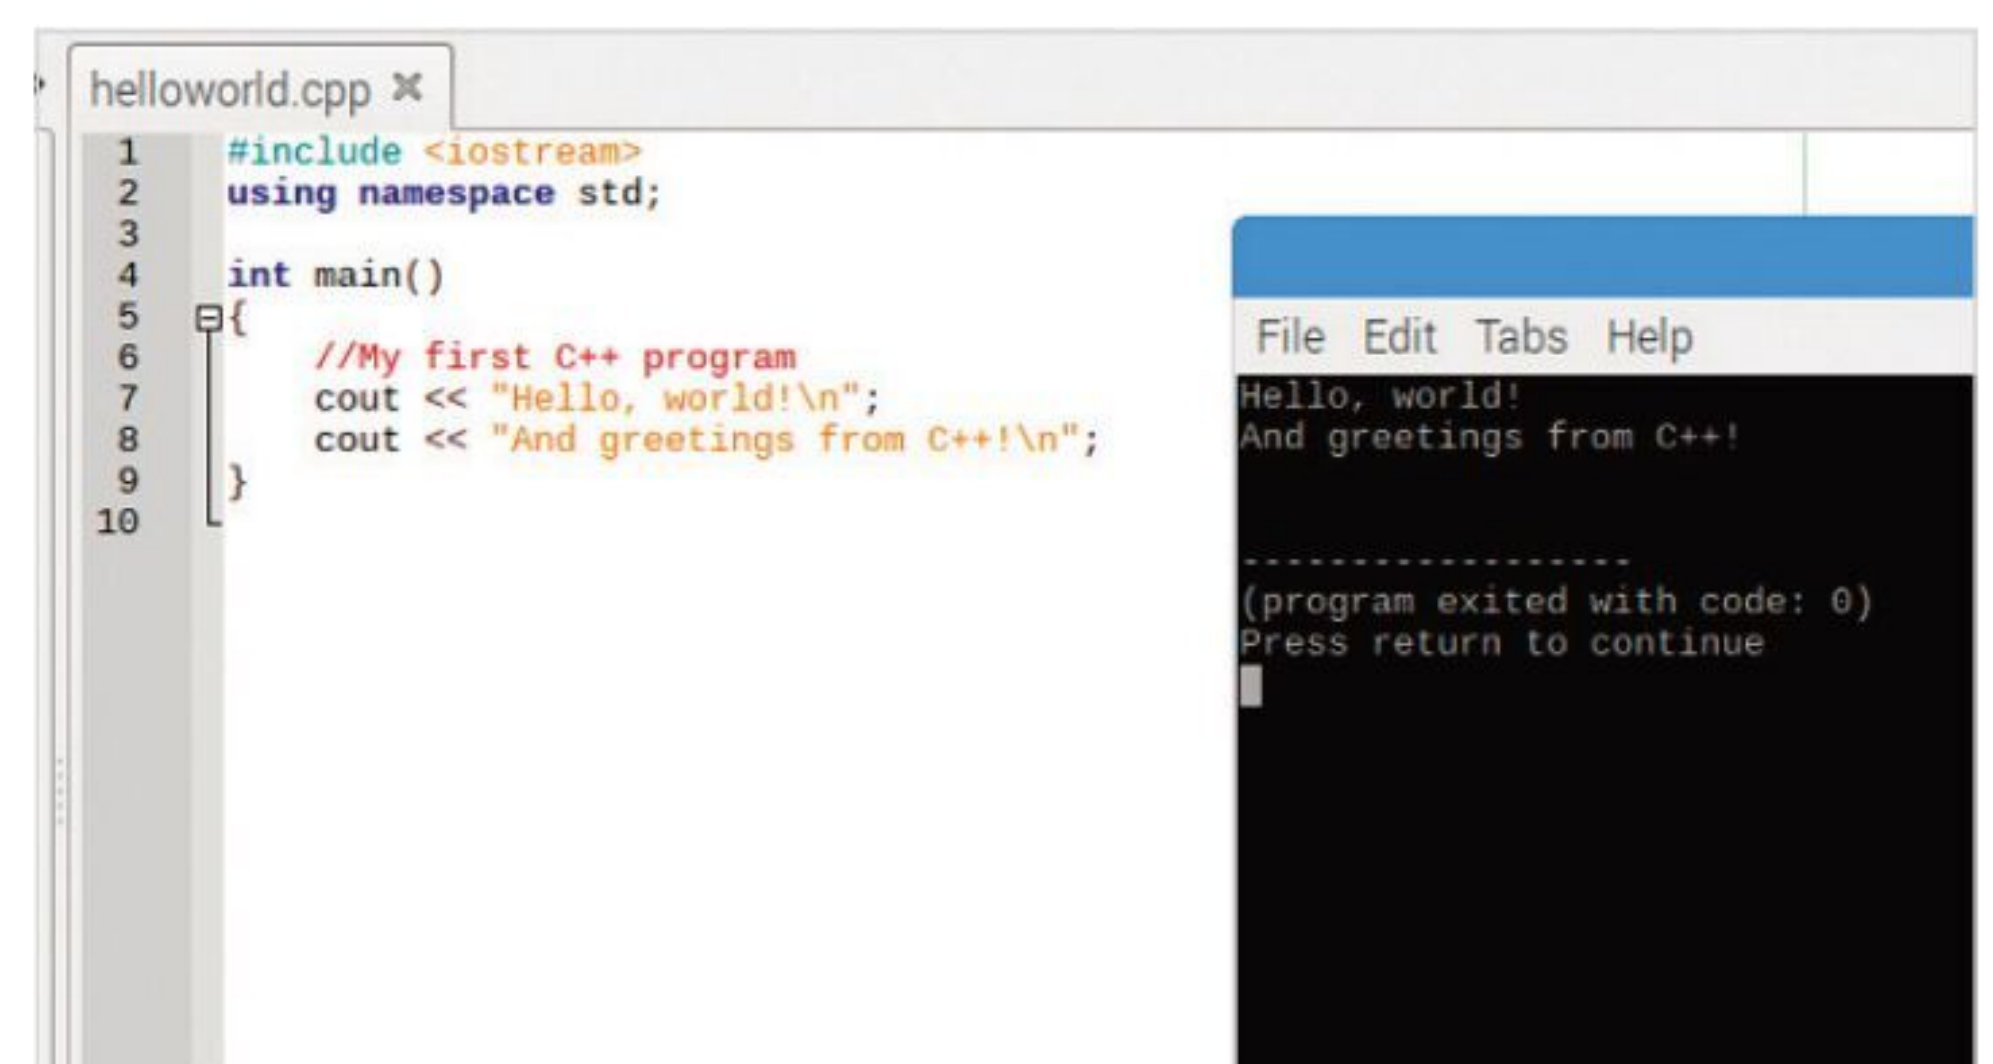 helloworld.cpp ✖
1 #include <iostream>
2 using namespace std;
3
4 int main()
5 {
6 //My first C++ program
7 cout << "Hello, world!\n";
8 cout << "And greetings from C++!\n";
9 }
10
File Edit Tabs Help
Hello, world!
And greetings from C++!
------------------
(program exited with code: 0)
Press return to continue